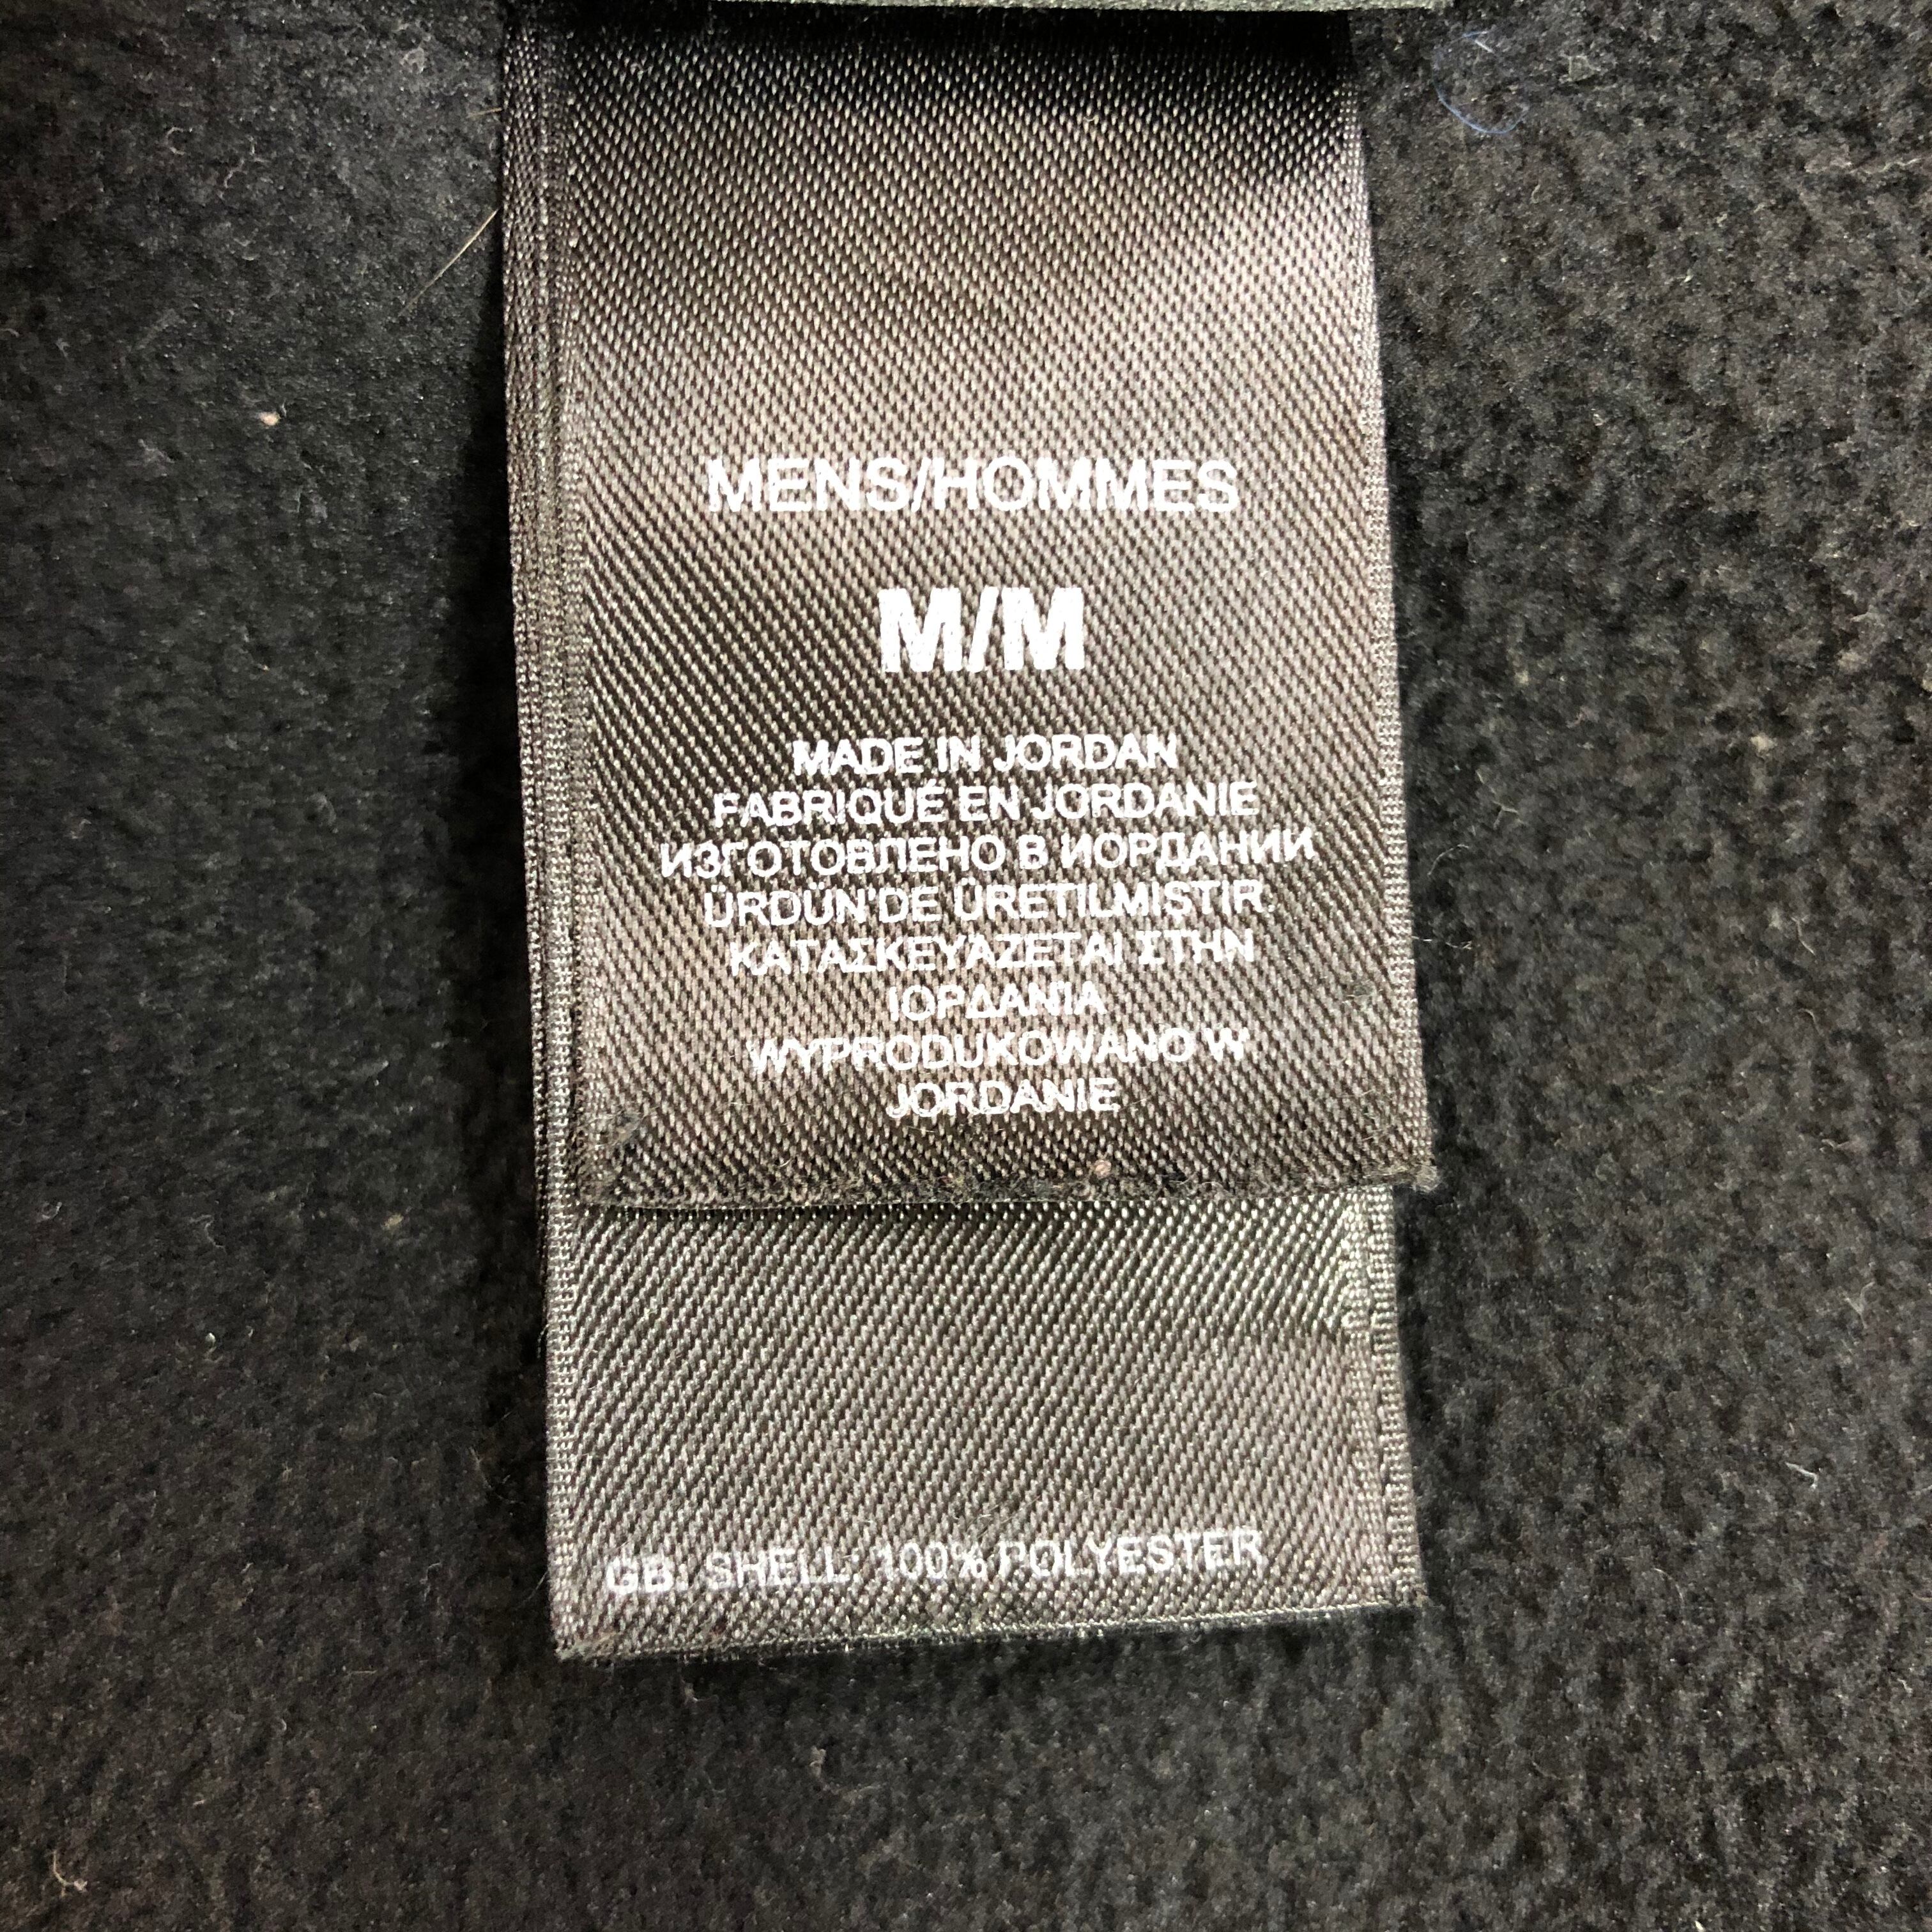 MENS/HOMMES
M/M
MADE IN JORDAN
FABRIQUÉ EN JORDANIE
ИЗГОТОВЛЕНО В ИОРДАНИИ
ÜRDÜN'DE ÜRETILMISTIR.
ΚΑΤΑΣΚΕΥΑΖΕΤΑΙ ΣΤΗΝ
ΙΟΡΔΑΝΙΑ
WYPRODUKOWANO W
JORDANIE
GB: SHELL: 100% POLYESTER